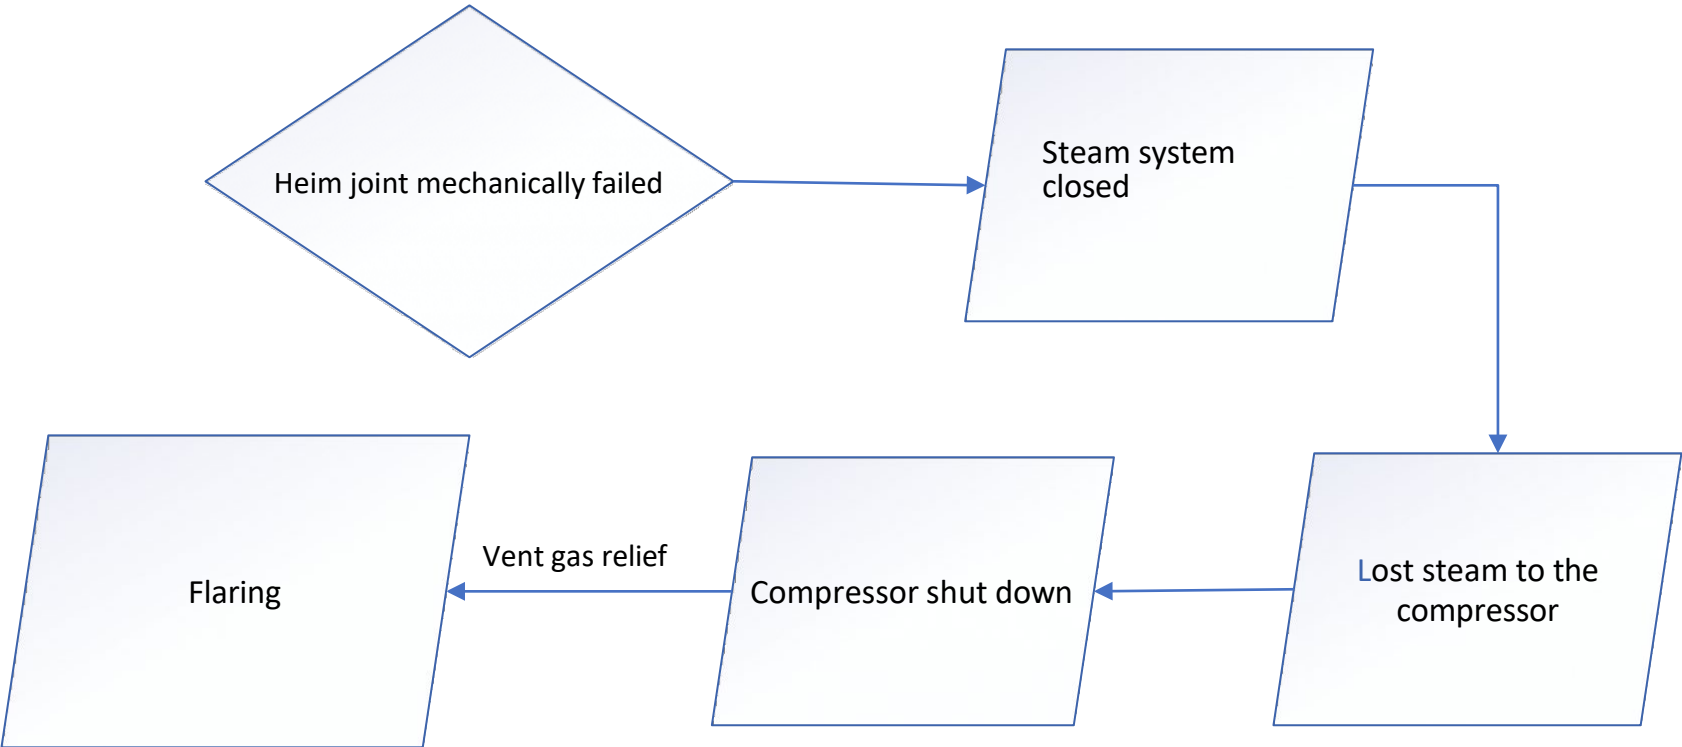 Heim joint mechanically failed
Steam system
closed
Lost steam to the
compressor
Compressor shut down
Vent gas relief
Flaring